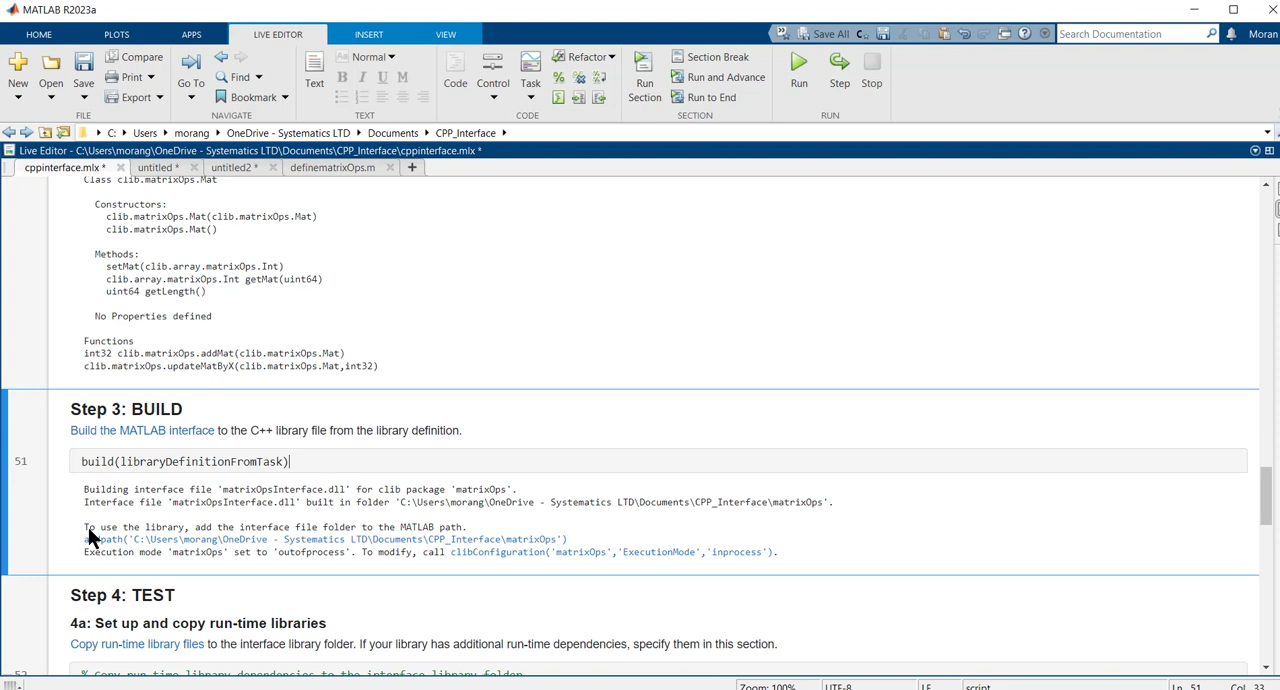 MATLAB R2023a
HOME PLOTS APPS LIVE EDITOR INSERT VIEW Save All Search Documentation Moran
New Open Save Compare Print Export Go To Find Bookmark Text Normal B I U M Code Control Task Refactor Run Section Section Break Run and Advance Run to End Run Step Stop
FILE NAVIGATE TEXT CODE SECTION RUN
C: Users morang OneDrive - Systematics LTD Documents CPP_Interface
Live Editor - C:\Users\morang\OneDrive - Systematics LTD\Documents\CPP_Interface\cppinterface.mlx *
cppinterface.mlx * untitled * untitled2 * definematrixOps.m
Class clib.matrixOps.Mat
Constructors:
clib.matrixOps.Mat(clib.matrixOps.Mat)
clib.matrixOps.Mat()
Methods:
setMat(clib.array.matrixOps.Int)
clib.array.matrixOps.Int getMat(uint64)
uint64 getLength()
No Properties defined
Functions
int32 clib.matrixOps.addMat(clib.matrixOps.Mat)
clib.matrixOps.updateMatByX(clib.matrixOps.Mat,int32)
Step 3: BUILD
Build the MATLAB interface to the C++ library file from the library definition.
51 build(libraryDefinitionFromTask)
Building interface file 'matrixOpsInterface.dll' for clib package 'matrixOps'.
Interface file 'matrixOpsInterface.dll' built in folder 'C:\Users\morang\OneDrive - Systematics LTD\Documents\CPP_Interface\matrixOps'.
To use the library, add the interface file folder to the MATLAB path.
addpath('C:\Users\morang\OneDrive - Systematics LTD\Documents\CPP_Interface\matrixOps')
Execution mode 'matrixOps' set to 'outofprocess'. To modify, call clibConfiguration('matrixOps','ExecutionMode','inprocess').
Step 4: TEST
4a: Set up and copy run-time libraries
Copy run-time library files to the interface library folder. If your library has additional run-time dependencies, specify them in this section.
52 % Copy run-time library dependencies to the interface library folder
Zoom: 100% UTF-8 LF script Ln 51 Col 33